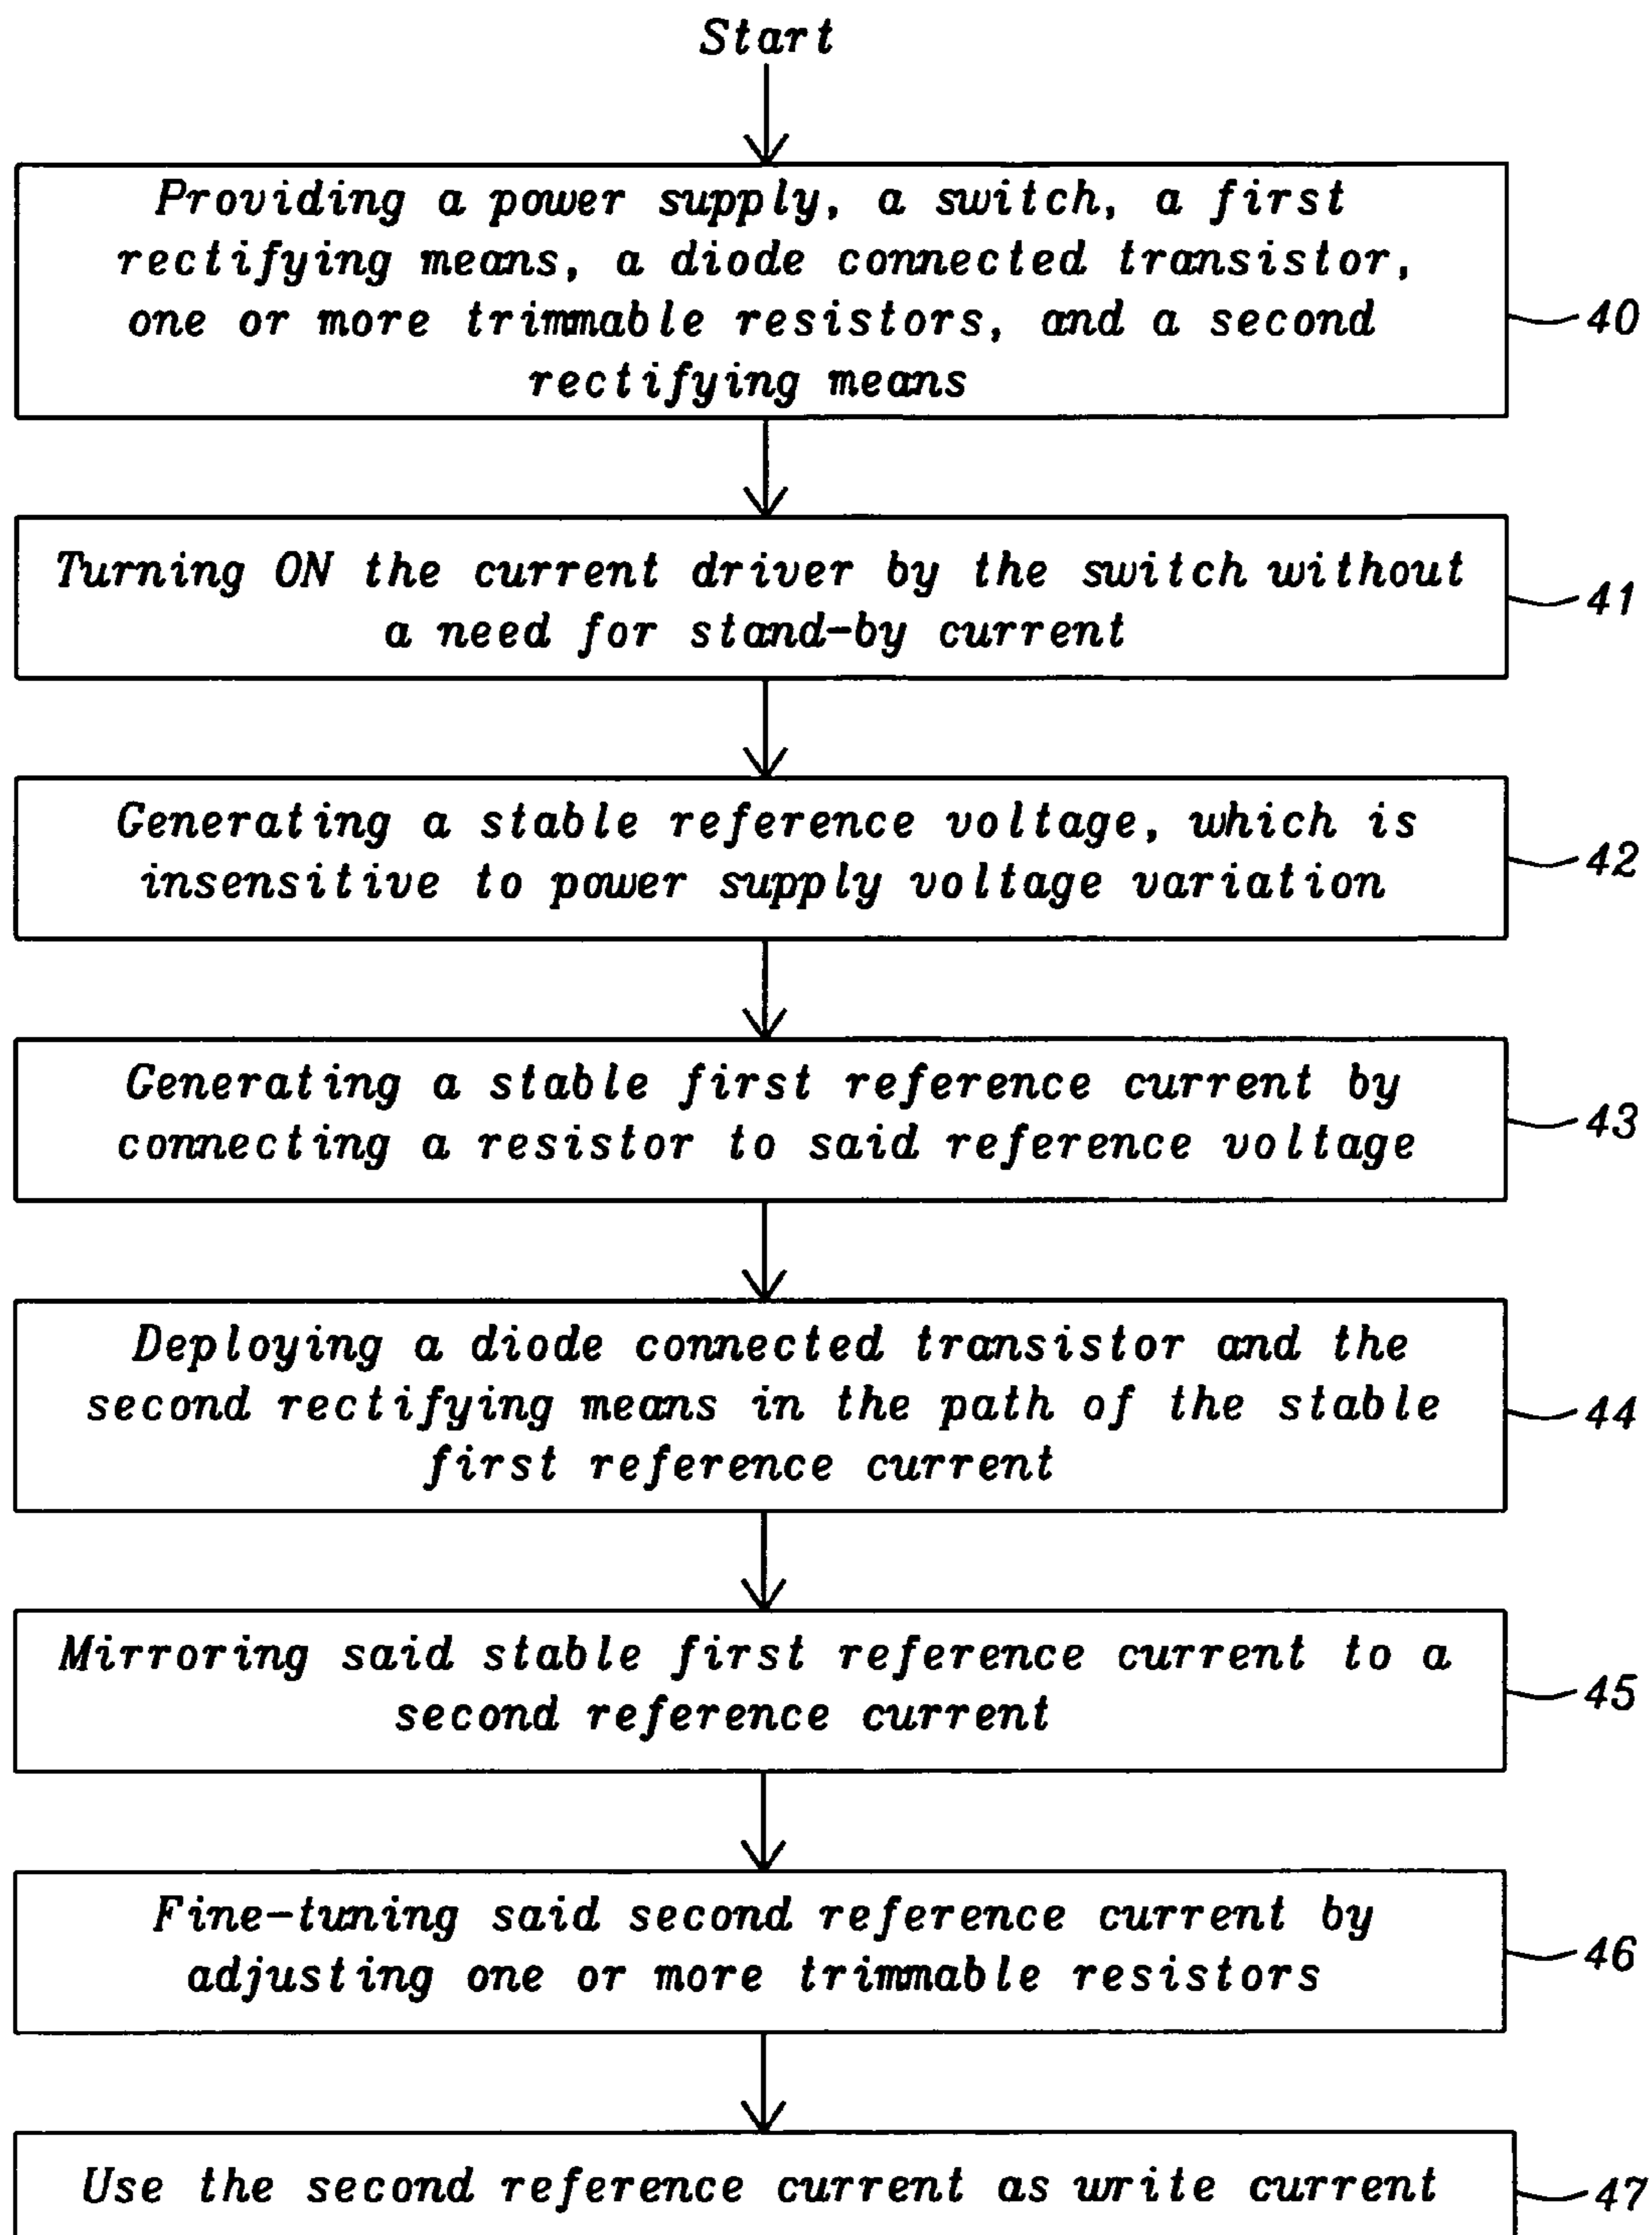 Start
Providing a power supply, a switch, a first
rectifying means, a diode connected transistor,
one or more trimmable resistors, and a second
rectifying means
40
Turning ON the current driver by the switch without
a need for stand-by current
41
Generating a stable reference voltage, which is
insensitive to power supply voltage variation
42
Generating a stable first reference current by
connecting a resistor to said reference voltage
43
Deploying a diode connected transistor and the
second rectifying means in the path of the stable
first reference current
44
Mirroring said stable first reference current to a
second reference current
45
Fine-tuning said second reference current by
adjusting one or more trimmable resistors
46
Use the second reference current as write current
47